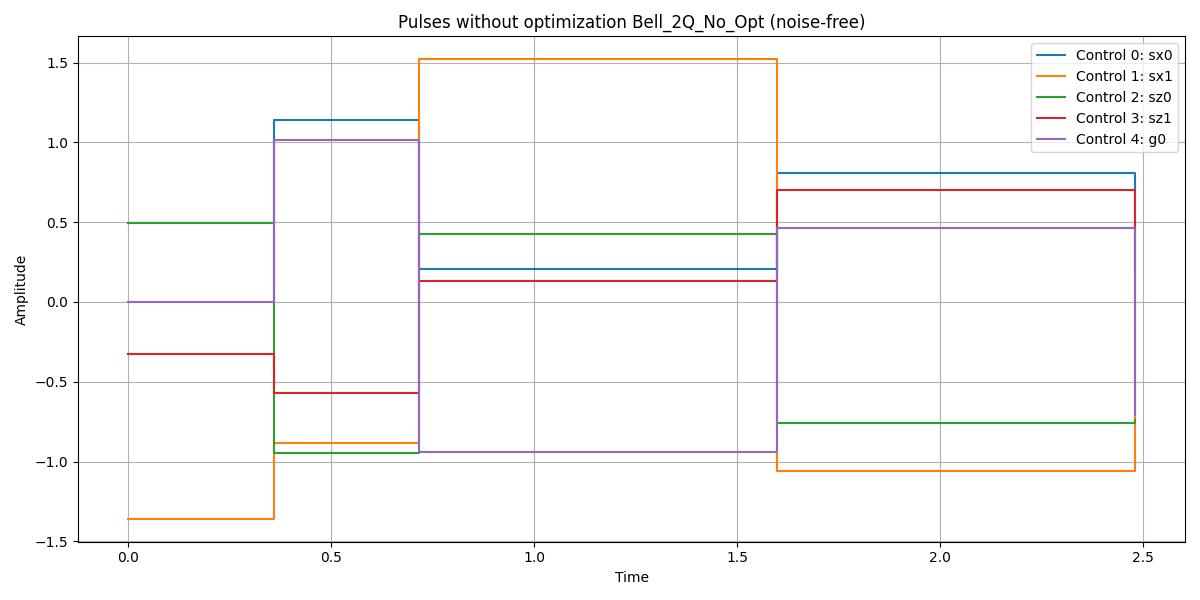 Pulses without optimization Bell_2Q_No_Opt (noise-free)
Control 0: sx0
Control 1: sx1
Control 2: sz0
Control 3: sz1
Control 4: g0
Amplitude
1.5
1.0
0.5
0.0
−0.5
−1.0
−1.5
0.0 0.5 1.0 1.5 2.0 2.5
Time